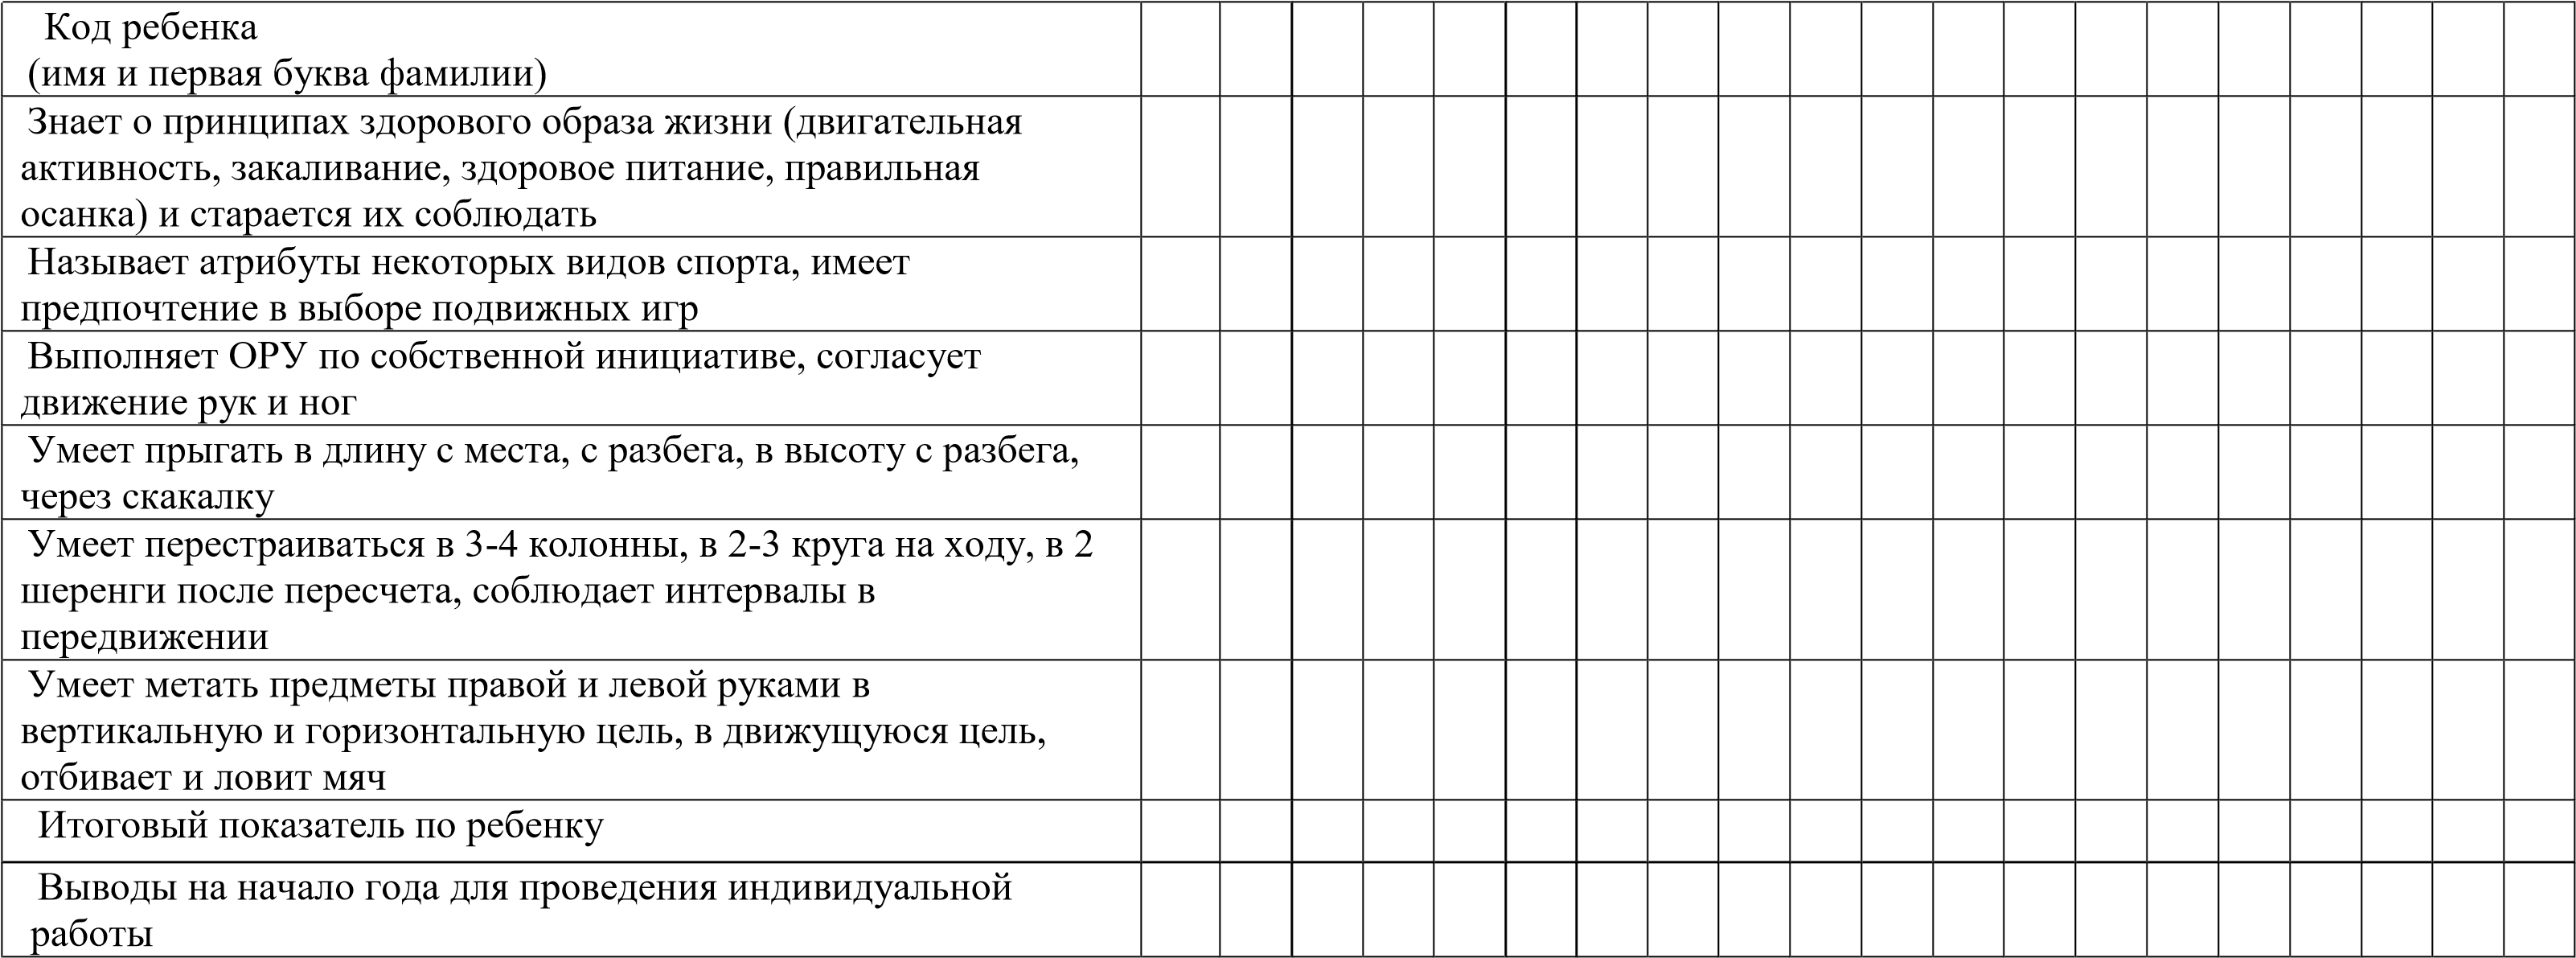 Код ребенка
(имя и первая буква фамилии)
Знает о принципах здорового образа жизни (двигательная
активность, закаливание, здоровое питание, правильная
осанка) и старается их соблюдать
Называет атрибуты некоторых видов спорта, имеет
предпочтение в выборе подвижных игр
Выполняет ОРУ по собственной инициативе, согласует
движение рук и ног
Умеет прыгать в длину с места, с разбега, в высоту с разбега,
через скакалку
Умеет перестраиваться в 3-4 колонны, в 2-3 круга на ходу, в 2
шеренги после пересчета, соблюдает интервалы в
передвижении
Умеет метать предметы правой и левой руками в
вертикальную и горизонтальную цель, в движущуюся цель,
отбивает и ловит мяч
Итоговый показатель по ребенку
Выводы на начало года для проведения индивидуальной
работы